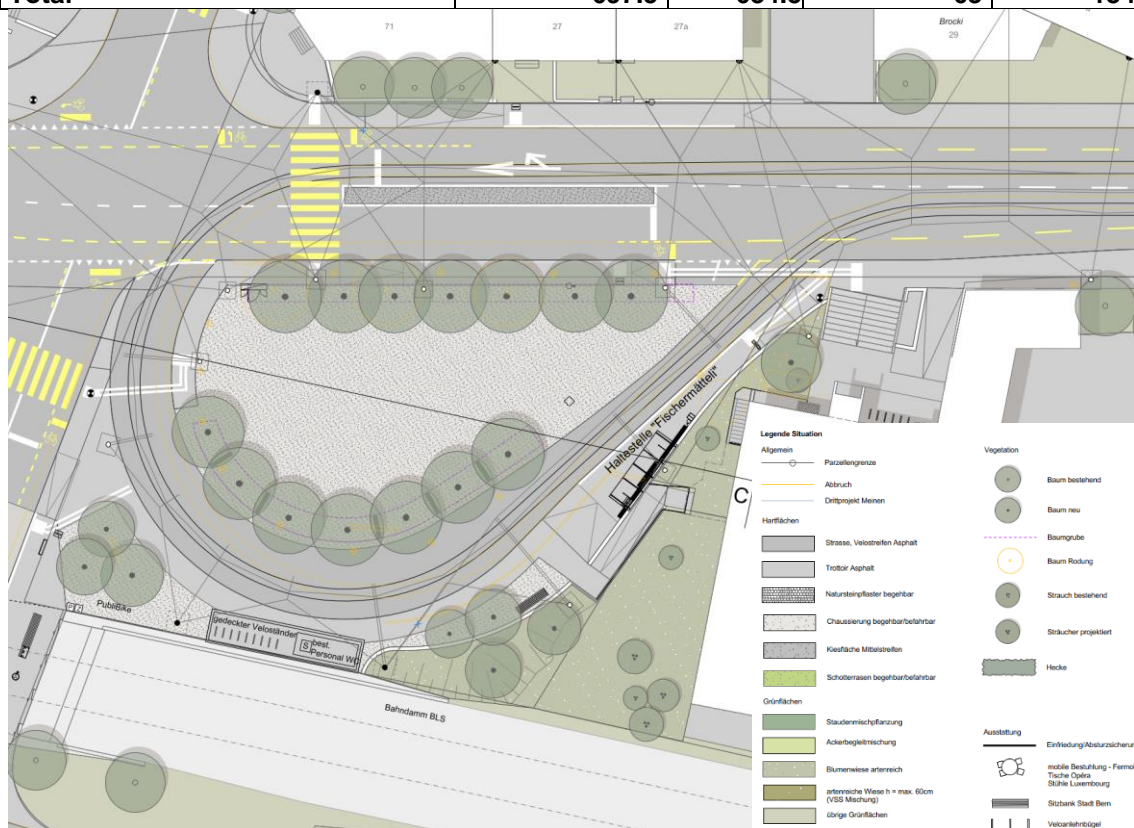 71
27
27a
Brocki
29
Haltestelle "Fischermätteli"
C
PubliBike
gedeckter Veloständer
S
best.
Personal WC
Bahndamm BLS
Legende Situation
Allgemein
Parzellengrenze
Abbruch
Drittprojekt Meinen
Hartflächen
Strasse, Velostreifen Asphalt
Trottoir Asphalt
Natursteinpflaster begehbar
Chaussierung begehbar/befahrbar
Kiesfläche Mittelstreifen
Schotterrasen begehbar/befahrbar
Grünflächen
Staudenmischpflanzung
Ackerbegleitmischung
Blumenwiese artenreich
artenreiche Wiese h = max. 60cm
(VSS Mischung)
übrige Grünflächen
Vegetation
Baum bestehend
Baum neu
Baumgrube
Baum Rodung
Strauch bestehend
Sträucher projektiert
Hecke
Ausstattung
Einfriedung/Absturzsicherun
mobile Bestuhlung - Fermo
Tische Opéra
Stühle Luxembourg
Sitzbank Stadt Bern
Veloanlehnbügel